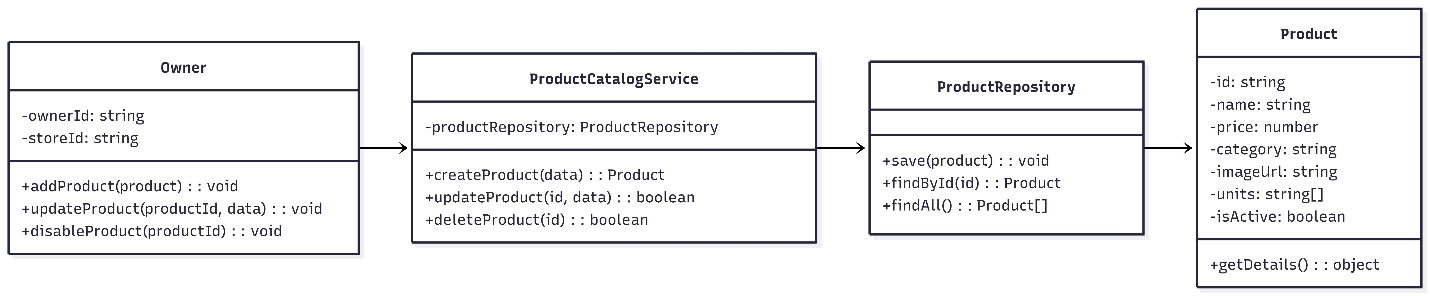 Owner
-ownerId: string
-storeId: string
+addProduct(product) : : void
+updateProduct(productId, data) : : void
+disableProduct(productId) : : void
ProductCatalogService
-productRepository: ProductRepository
+createProduct(data) : : Product
+updateProduct(id, data) : : boolean
+deleteProduct(id) : : boolean
ProductRepository
+save(product) : : void
+findById(id) : : Product
+findAll() : : Product[]
Product
-id: string
-name: string
-price: number
-category: string
-imageUrl: string
-units: string[]
-isActive: boolean
+getDetails() : : object